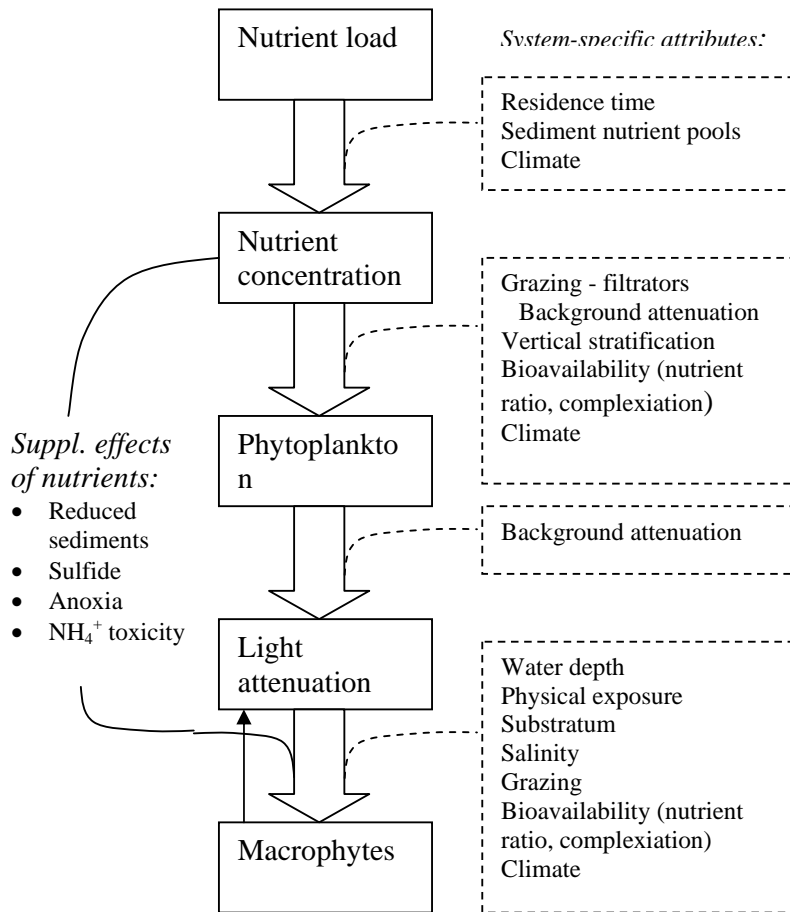 Nutrient load
System-specific attributes:
Residence time
Sediment nutrient pools
Climate
Nutrient
concentration
Grazing - filtrators
Background attenuation
Vertical stratification
Bioavailability (nutrient
ratio, complexiation)
Climate
Phytoplankto
n
Suppl. effects
of nutrients:
• Reduced
sediments
• Sulfide
• Anoxia
• NH₄⁺ toxicity
Background attenuation
Light
attenuation
Water depth
Physical exposure
Substratum
Salinity
Grazing
Bioavailability (nutrient
ratio, complexiation)
Climate
Macrophytes